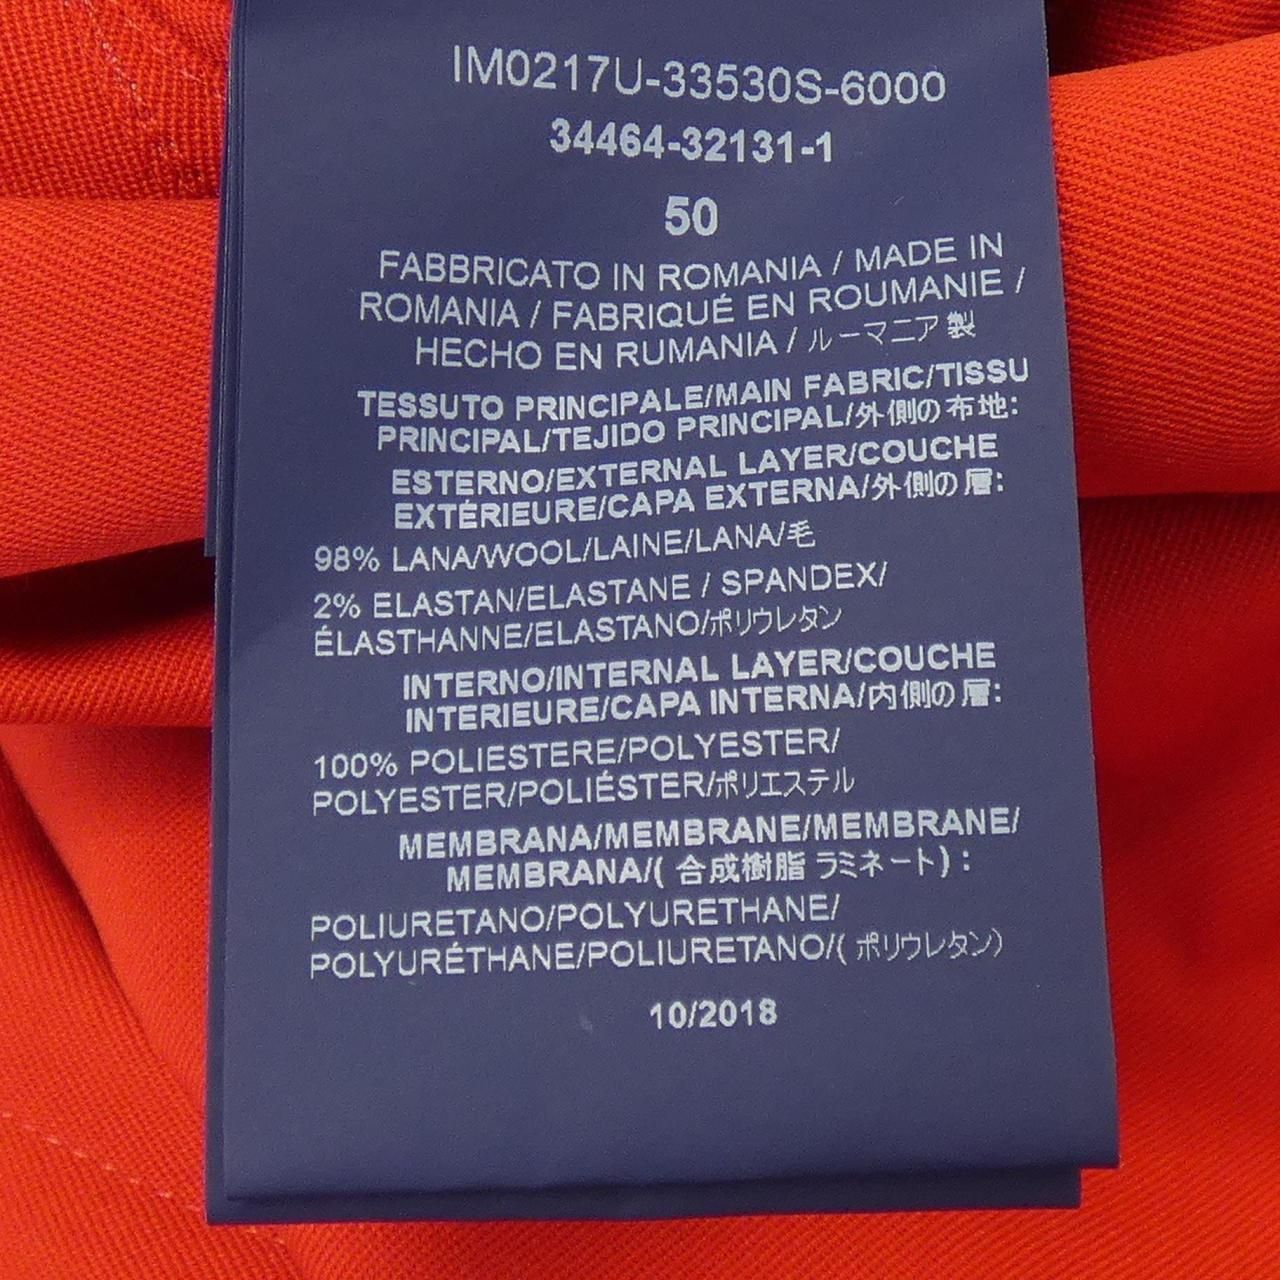 IM0217U-33530S-6000
34464-32131-1
50
FABBRICATO IN ROMANIA / MADE IN
ROMANIA / FABRIQUÉ EN ROUMANIE /
HECHO EN RUMANIA / ルーマニア製
TESSUTO PRINCIPALE/MAIN FABRIC/TISSU
PRINCIPAL/TEJIDO PRINCIPAL/外側の布地:
ESTERNO/EXTERNAL LAYER/COUCHE
EXTÉRIEURE/CAPA EXTERNA/外側の層:
98% LANA/WOOL/LAINE/LANA/毛
2% ELASTAN/ELASTANE / SPANDEX/
ÉLASTHANNE/ELASTANO/ポリウレタン
INTERNO/INTERNAL LAYER/COUCHE
INTERIEURE/CAPA INTERNA/内側の層:
100% POLIESTERE/POLYESTER/
POLYESTER/POLIÉSTER/ポリエステル
MEMBRANA/MEMBRANE/MEMBRANE/
MEMBRANA/( 合成樹脂 ラミネート) :
POLIURETANO/POLYURETHANE/
POLYURÉTHANE/POLIURETANO/( ポリウレタン)
10/2018